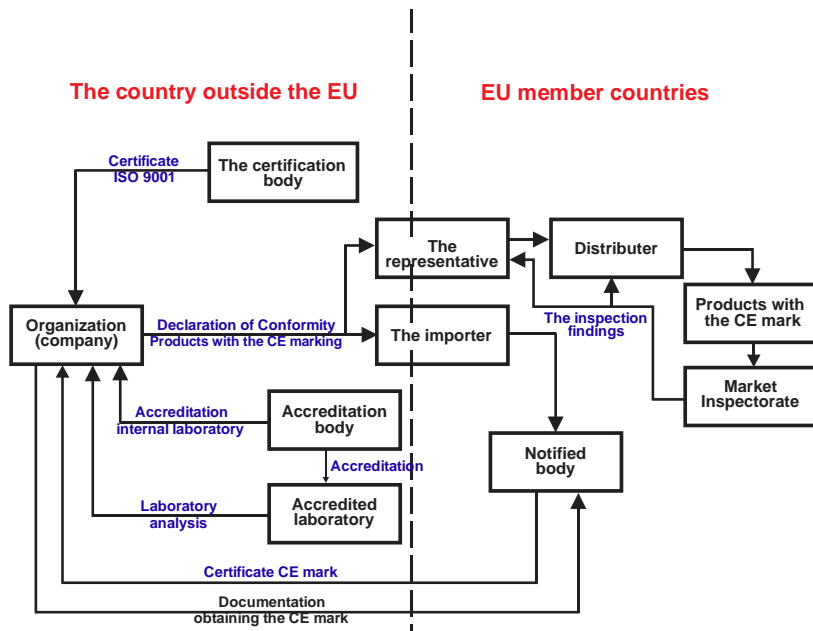 The country outside the EU
EU member countries
Certificate
ISO 9001
The certification
body
The
representative
Distributer
Products with
the CE mark
Organization
(company)
Declaration of Conformity
Products with the CE marking
The importer
The inspection
findings
Market
Inspectorate
Accreditation
internal laboratory
Accreditation
body
Accreditation
Notified
body
Laboratory
analysis
Accredited
laboratory
Certificate CE mark
Documentation
obtaining the CE mark